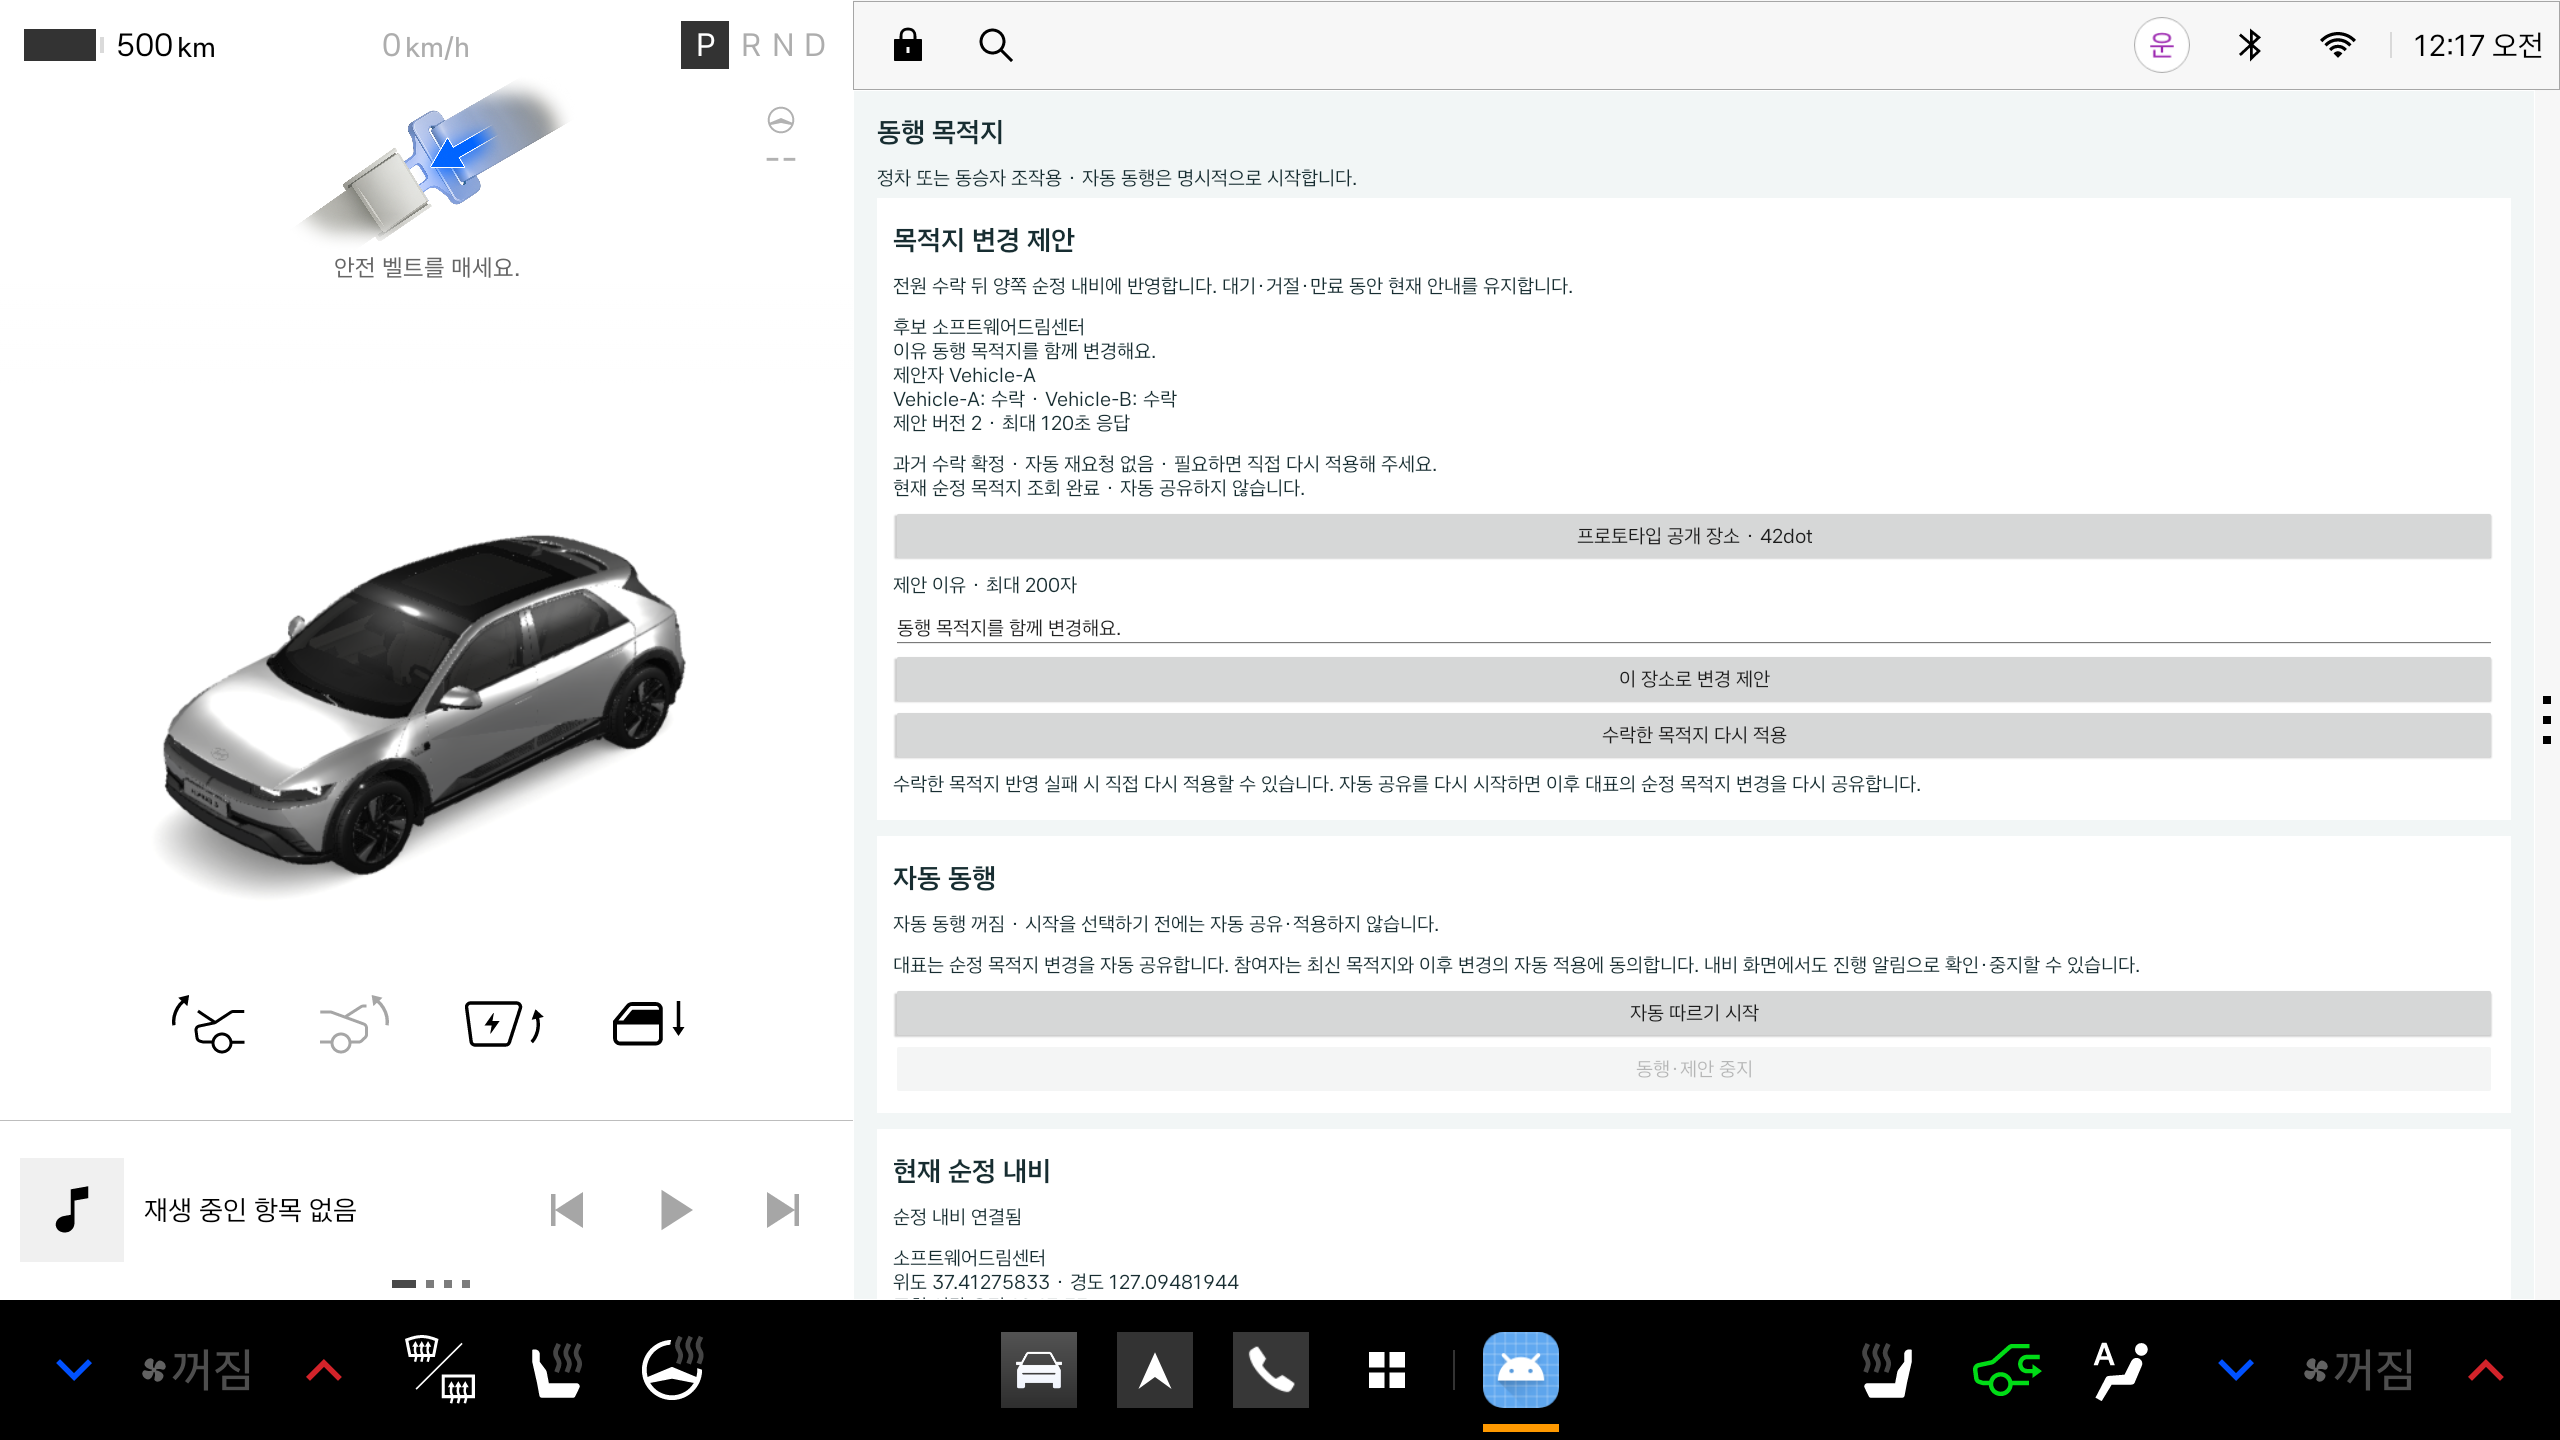 500 km
0 km/h
P R N D
운
12:17 오전
안전 벨트를 매세요.
재생 중인 항목 없음
동행 목적지
정차 또는 동승자 조작용 · 자동 동행은 명시적으로 시작합니다.
목적지 변경 제안
전원 수락 뒤 양쪽 순정 내비에 반영합니다. 대기·거절·만료 동안 현재 안내를 유지합니다.
후보 소프트웨어드림센터
이유 동행 목적지를 함께 변경해요.
제안자 Vehicle-A
Vehicle-A: 수락 · Vehicle-B: 수락
제안 버전 2 · 최대 120초 응답
과거 수락 확정 · 자동 재요청 없음 · 필요하면 직접 다시 적용해 주세요.
현재 순정 목적지 조회 완료 · 자동 공유하지 않습니다.
프로토타입 공개 장소 · 42dot
제안 이유 · 최대 200자
동행 목적지를 함께 변경해요.
이 장소로 변경 제안
수락한 목적지 다시 적용
수락한 목적지 반영 실패 시 직접 다시 적용할 수 있습니다. 자동 공유를 다시 시작하면 이후 대표의 순정 목적지 변경을 다시 공유합니다.
자동 동행
자동 동행 꺼짐 · 시작을 선택하기 전에는 자동 공유·적용하지 않습니다.
대표는 순정 목적지 변경을 자동 공유합니다. 참여자는 최신 목적지와 이후 변경의 자동 적용에 동의합니다. 내비 화면에서도 진행 알림으로 확인·중지할 수 있습니다.
자동 따르기 시작
동행·제안 중지
현재 순정 내비
순정 내비 연결됨
소프트웨어드림센터
위도 37.41275833 · 경도 127.09481944
꺼짐
A
꺼짐